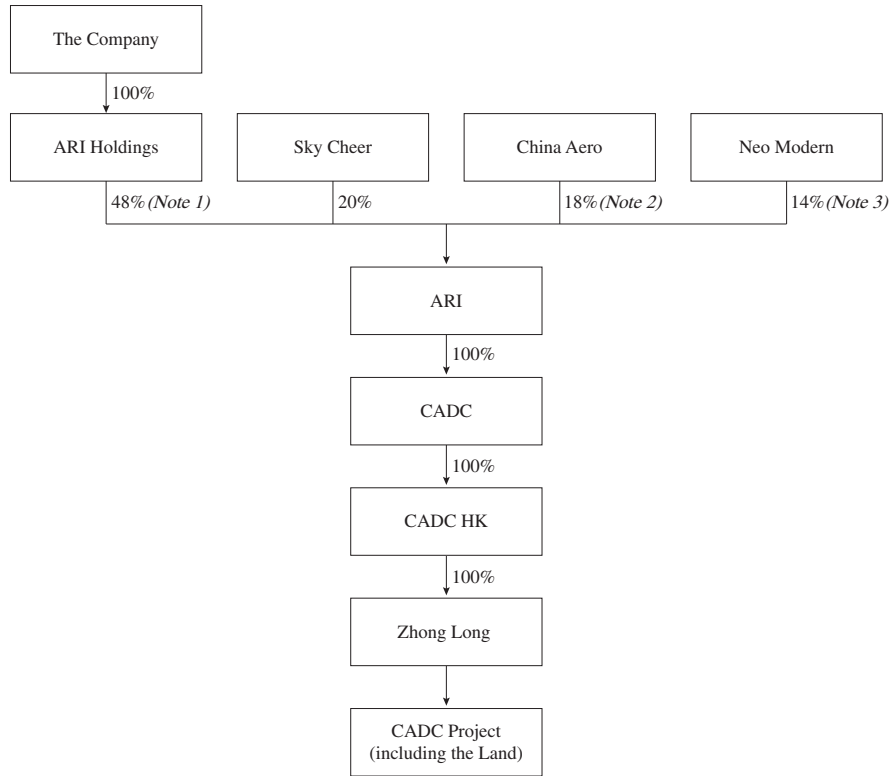 The Company
100%
ARI Holdings
Sky Cheer
China Aero
Neo Modern
48% (Note 1)
20%
18% (Note 2)
14% (Note 3)
ARI
100%
CADC
100%
CADC HK
100%
Zhong Long
CADC Project
(including the Land)